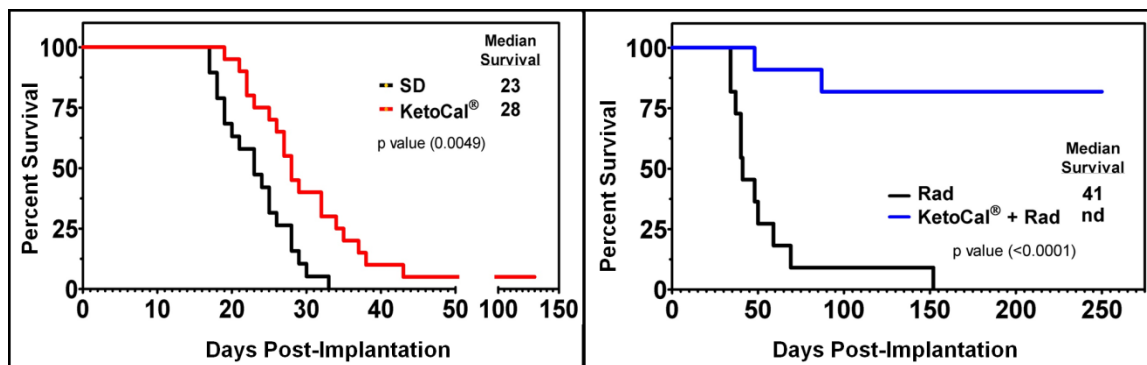 Median
Survival
SD 23
KetoCal® 28
p value (0.0049)
Percent Survival
100
75
50
25
0
0 10 20 30 40 50 100 150
Days Post-Implantation
Percent Survival
100
75
50
25
0
Median
Survival
Rad 41
KetoCal® + Rad nd
p value (<0.0001)
0 50 100 150 200 250
Days Post-Implantation